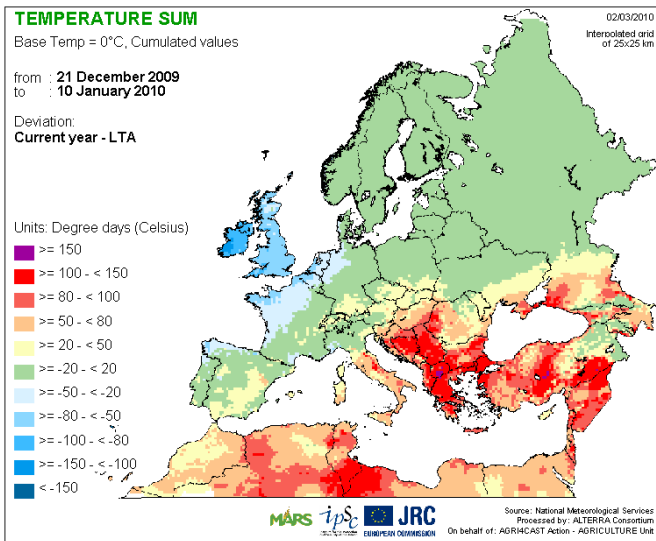 TEMPERATURE SUM
Base Temp = 0°C, Cumulated values
from : 21 December 2009
to : 10 January 2010
Deviation:
Current year - LTA
02/03/2010
Interpolated grid
of 25x25 km
Units: Degree days (Celsius)
>= 150
>= 100 - < 150
>= 80 - < 100
>= 50 - < 80
>= 20 - < 50
>= -20 - < 20
>= -50 - < -20
>= -80 - < -50
>= -100 - < -80
>= -150 - < -100
< -150
MARS
ipsc
JRC
EUROPEAN COMMISSION
Source: National Meteorological Services
Processed by: ALTERRA Consortium
On behalf of: AGRI4CAST Action - AGRICULTURE Unit